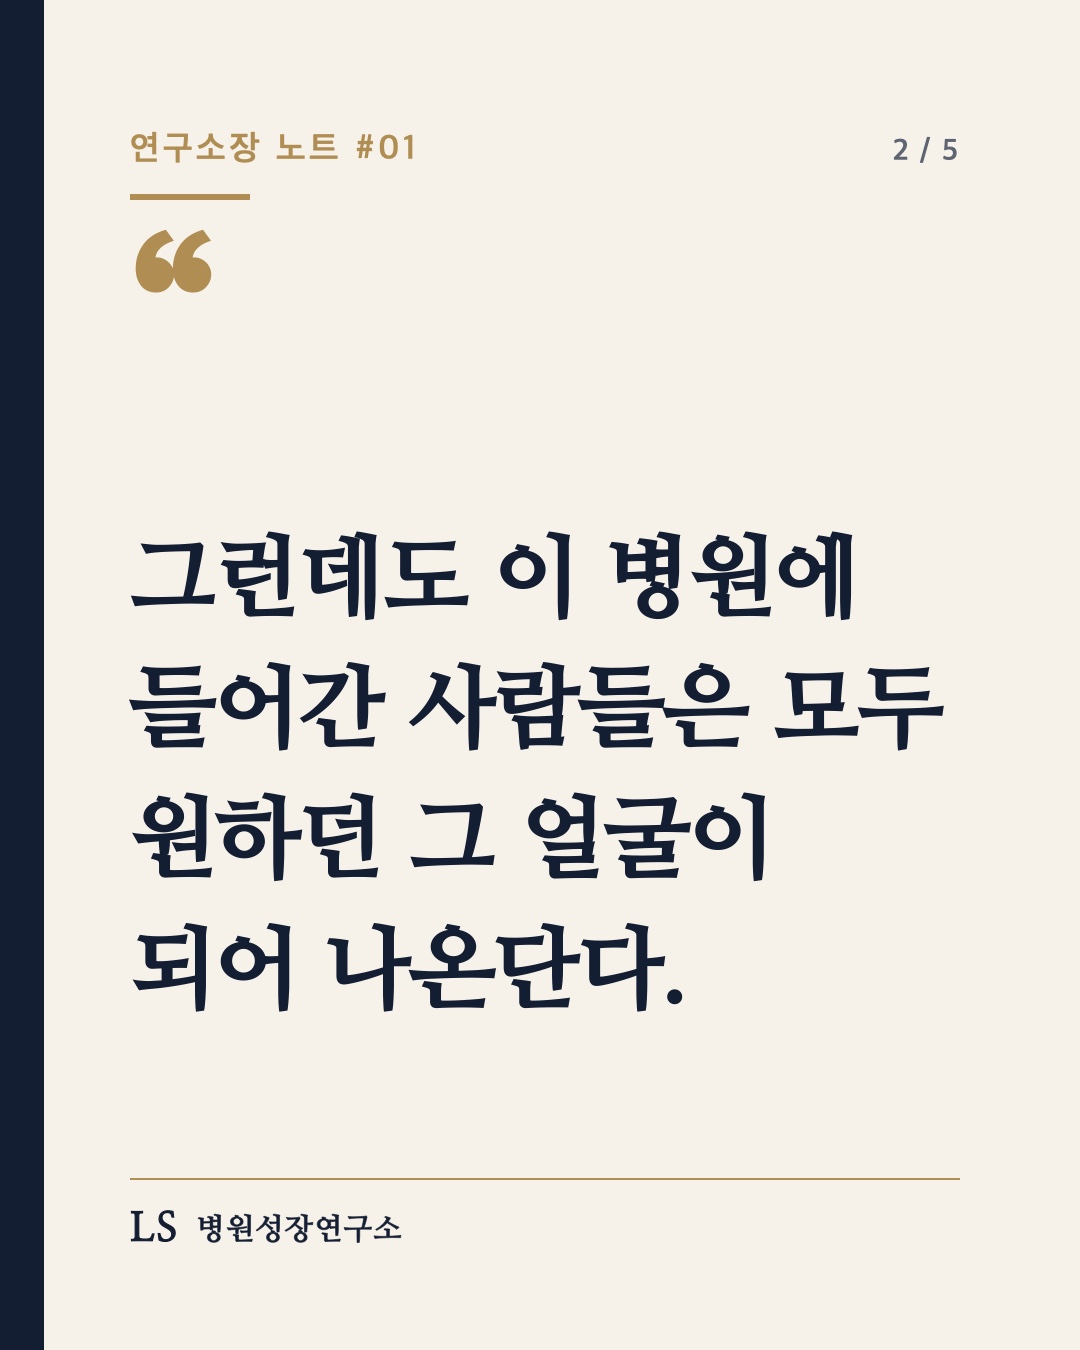 연구소장 노트 #01
2 / 5
“
그런데도 이 병원에
들어간 사람들은 모두
원하던 그 얼굴이
되어 나온단다.
LS 병원성장연구소